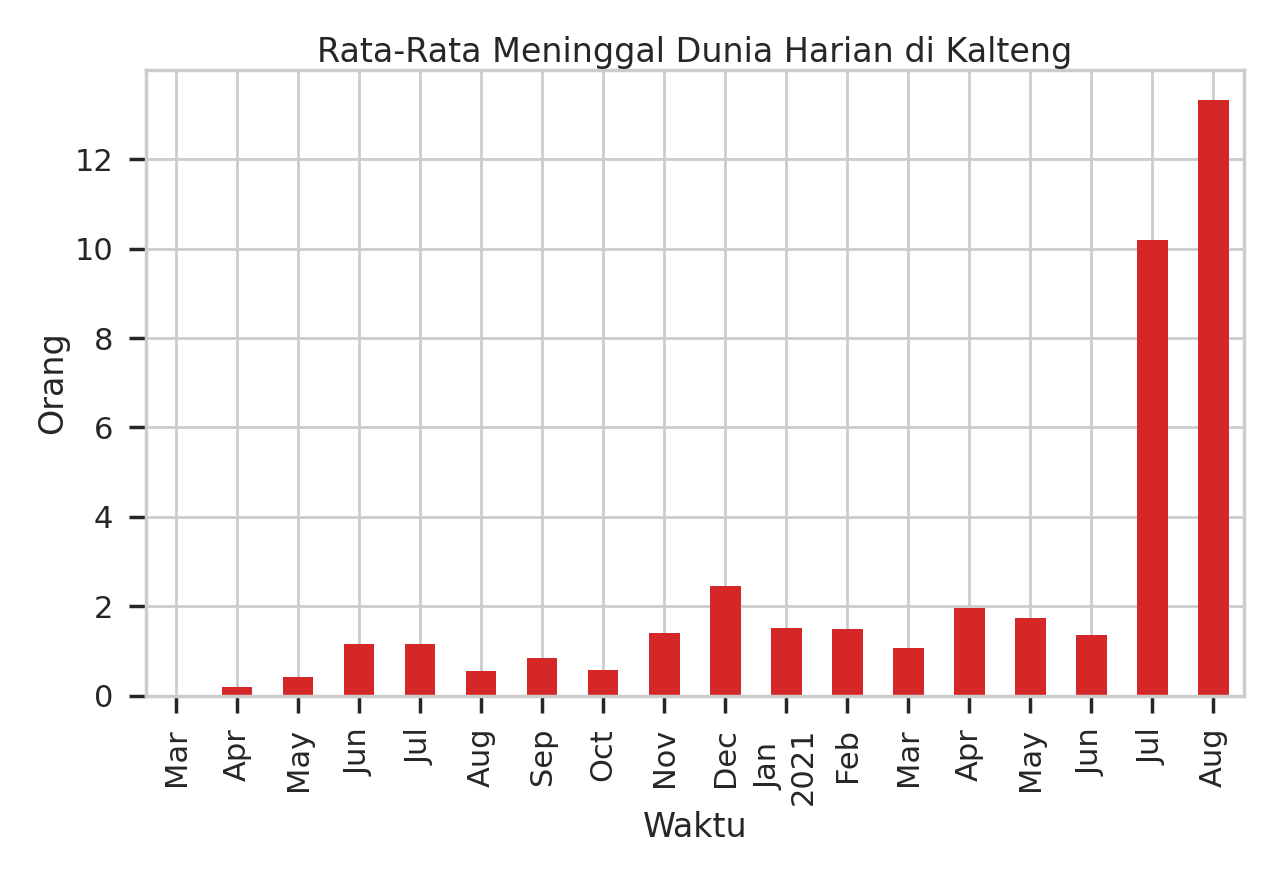 Rata-Rata Meninggal Dunia Harian di Kalteng
Orang
12
10
8
6
4
2
0
Mar
Apr
May
Jun
Jul
Aug
Sep
Oct
Nov
Dec
Jan
2021
Feb
Mar
Apr
May
Jun
Jul
Aug
Waktu